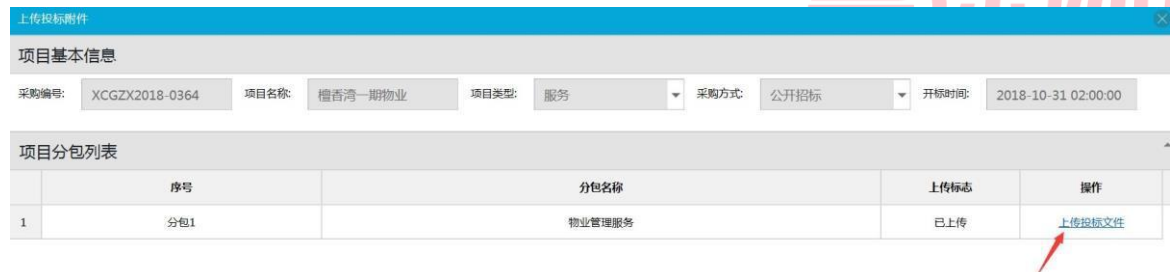 上传投标附件
项目基本信息
采购编号: XCGZX2018-0364 项目名称: 檀香湾一期物业 项目类型: 服务 采购方式: 公开招标 开标时间: 2018-10-31 02:00:00
项目分包列表
序号 分包名称 上传标志 操作
1 分包1 物业管理服务 已上传 上传投标文件